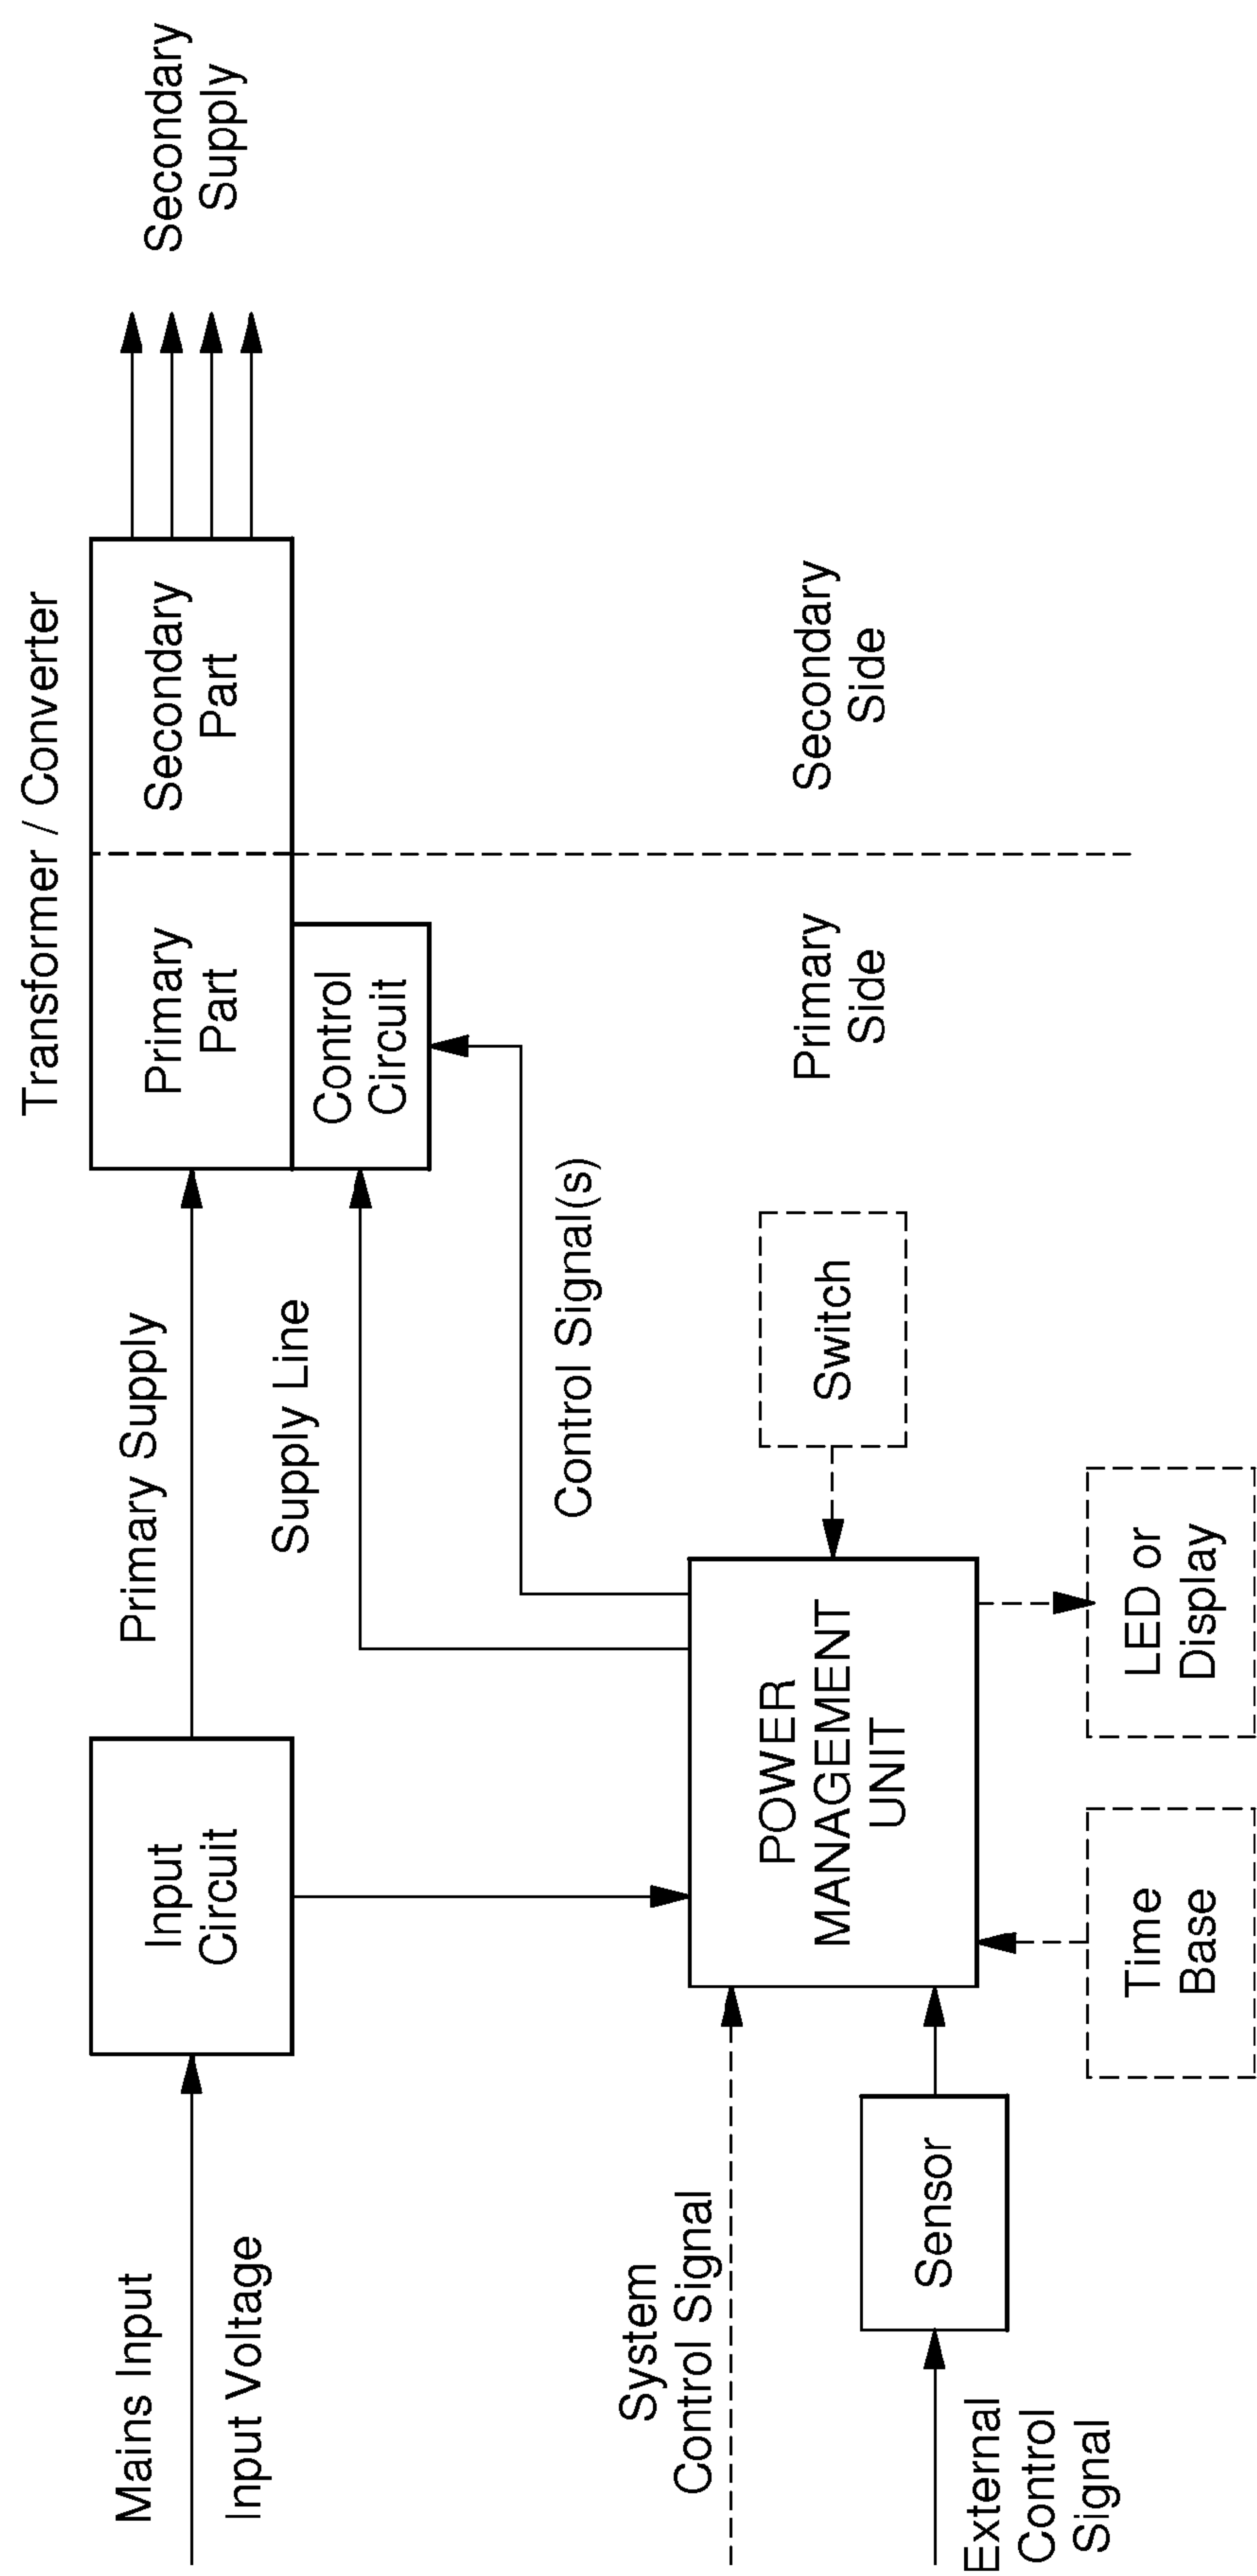 Transformer / Converter
Mains Input
Input Voltage
Input
Circuit
Primary Supply
Primary
Part
Secondary
Part
Secondary
Supply
Supply Line
Control
Circuit
Control Signal(s)
System
Control Signal
POWER
MANAGEMENT
UNIT
Switch
Primary
Side
Secondary
Side
External
Control
Signal
Sensor
Time
Base
LED or
Display